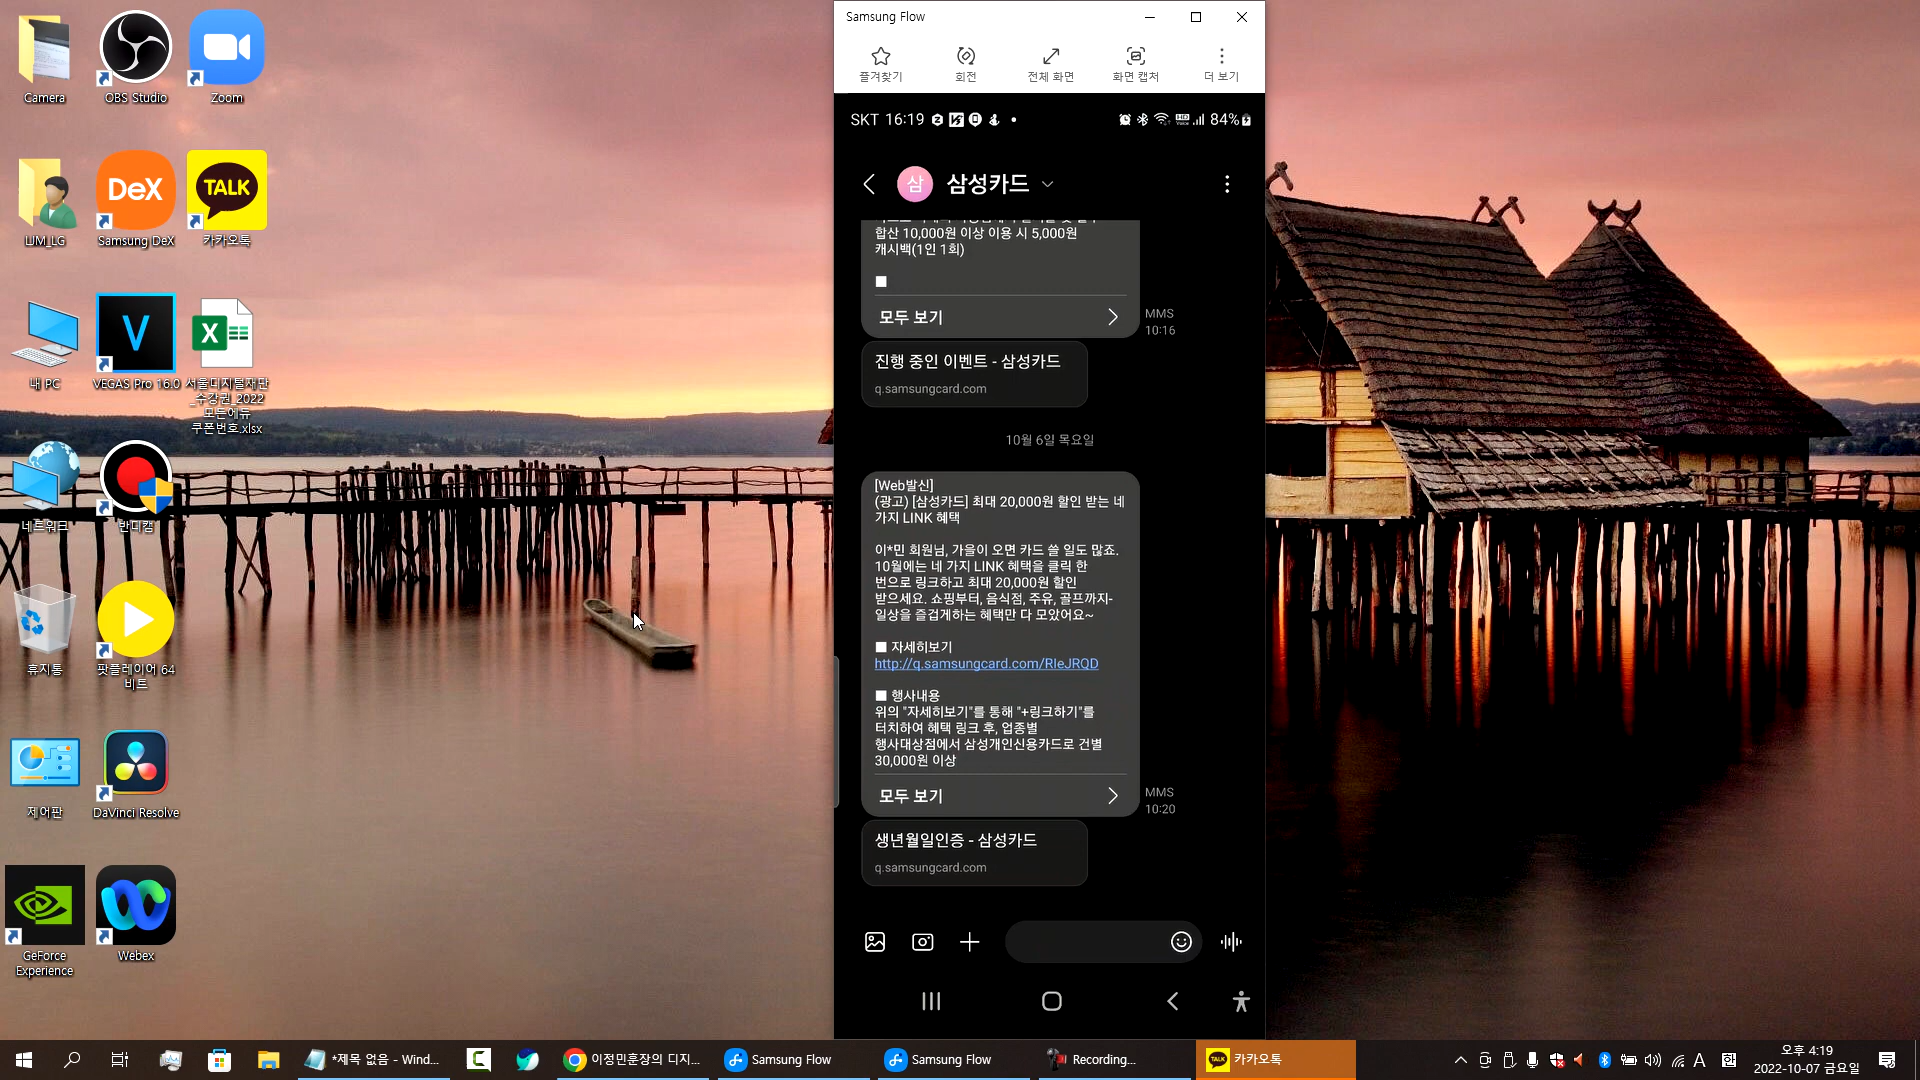 Camera
OBS Studio
Zoom
LJM_LG
DeX
Samsung DeX
TALK
카카오톡
내 PC
V
VEGAS Pro 16.0
X
서울디지털재단
_수강권_2022
모든에듀
쿠폰번호.xlsx
네트워크
반디캠
휴지통
팟플레이어 64
비트
제어판
DaVinci Resolve
GeForce
Experience
Webex
Samsung Flow
즐겨찾기
회전
전체 화면
화면 캡처
더 보기
SKT 16:19
84%
삼
삼성카드
합산 10,000원 이상 이용 시 5,000원
캐시백(1인 1회)
■
모두 보기
MMS
10:16
진행 중인 이벤트 - 삼성카드
q.samsungcard.com
10월 6일 목요일
[Web발신]
(광고) [삼성카드] 최대 20,000원 할인 받는 네
가지 LINK 혜택
이*민 회원님, 가을이 오면 카드 쓸 일도 많죠.
10월에는 네 가지 LINK 혜택을 클릭 한
번으로 링크하고 최대 20,000원 할인
받으세요. 쇼핑부터, 음식점, 주유, 골프까지-
일상을 즐겁게하는 혜택만 다 모았어요~
■ 자세히보기
http://q.samsungcard.com/RIeJRQD
■ 행사내용
위의 "자세히보기"를 통해 "+링크하기"를
터치하여 혜택 링크 후, 업종별
행사대상점에서 삼성개인신용카드로 건별
30,000원 이상
모두 보기
MMS
10:20
생년월일인증 - 삼성카드
q.samsungcard.com
*제목 없음 - Wind...
이정민훈장의 디지...
Samsung Flow
Samsung Flow
Recording...
TALK
카카오톡
A
한
오후 4:19
2022-10-07 금요일